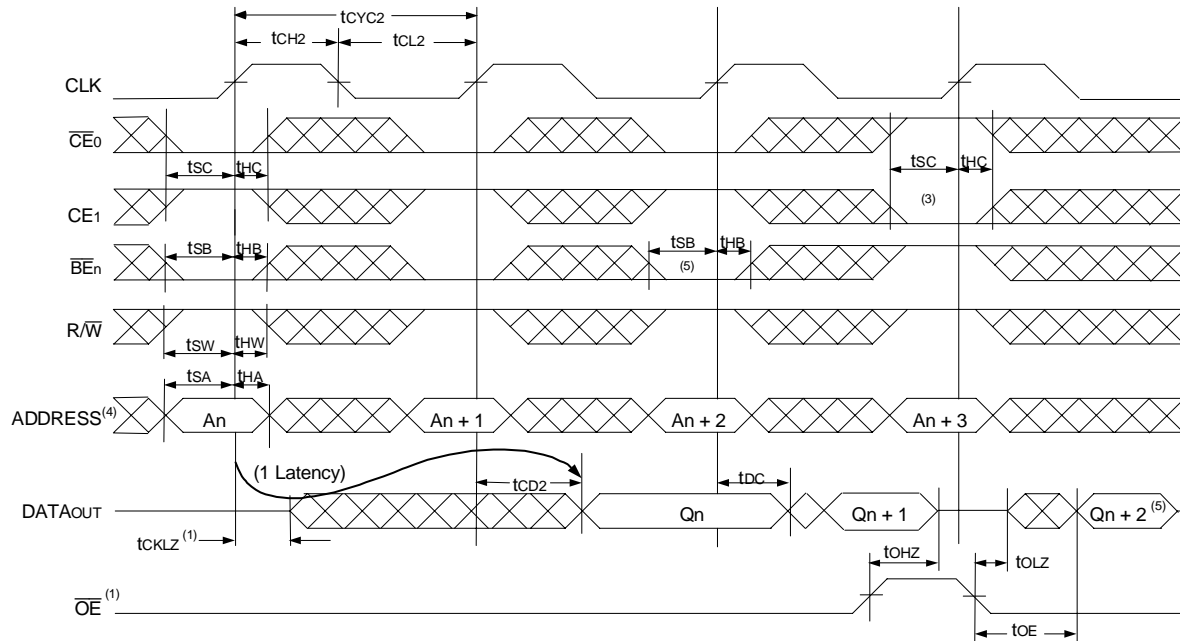 tCYC2
tCH2 tCL2
CLK
CE0
tSC tHC tSC tHC
(3)
CE1
tSB tHB tSB tHB
(5)
BEn
R/W
tSW tHW
tSA tHA
ADDRESS(4) An An + 1 An + 2 An + 3
(1 Latency)
tCD2 tDC
DATAOUT Qn Qn + 1 Qn + 2 (5)
tCKLZ (1)
tOHZ tOLZ
OE (1)
tOE